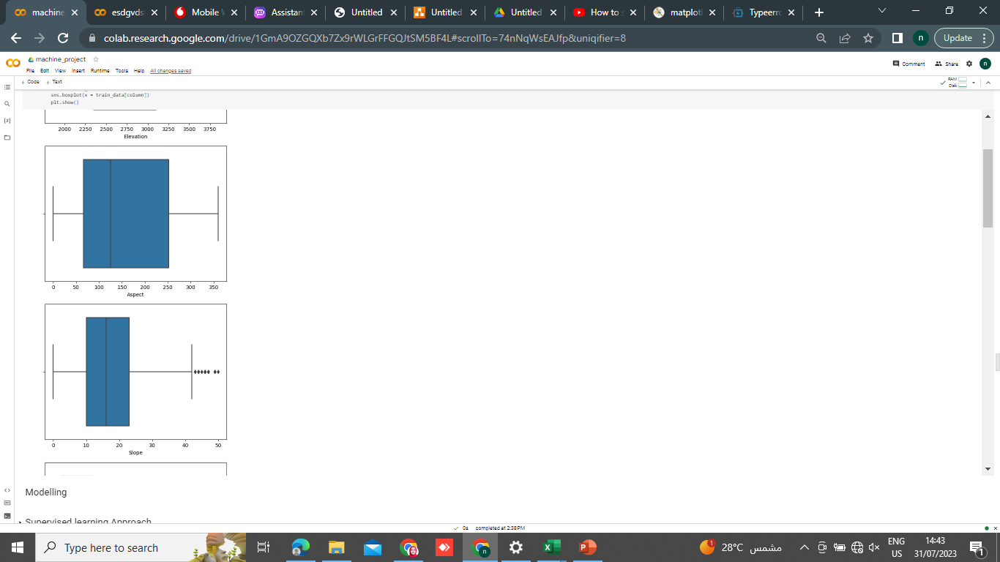 machine
esdgvds
Mobile V
Assistan
Untitled
Untitled
Untitled
How to s
matplotl
Typeerro
colab.research.google.com/drive/1GmA9OZGQXb7Zx9rWLGrFFGQJtSM5BF4L#scrollTo=74nNqWsEAJfp&uniqifier=8
n
Update
machine_project
File Edit View Insert Runtime Tools Help All changes saved
Comment
Share
n
+ Code + Text
RAM
Disk
sns.boxplot(x = train_data[column])
plt.show()
2000 2250 2500 2750 3000 3250 3500 3750
Elevation
0 50 100 150 200 250 300 350
Aspect
0 10 20 30 40 50
Slope
Modelling
Supervised learning Approach
0s completed at 2:38 PM
Type here to search
1
28°C مشمس
ENG
US
14:43
31/07/2023
1